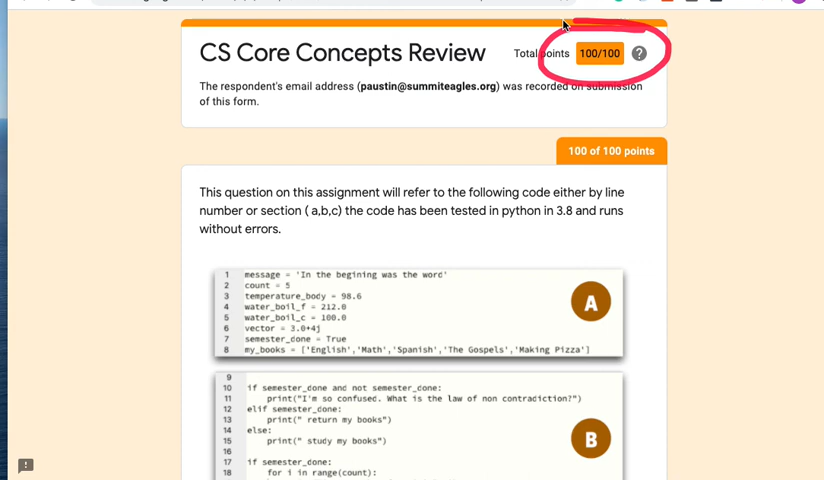 CS Core Concepts Review
Total points 100/100 ?
The respondent's email address (paustin@summiteagles.org) was recorded on submission
of this form.
100 of 100 points
This question on this assignment will refer to the following code either by line
number or section ( a,b,c) the code has been tested in python in 3.8 and runs
without errors.
1 message = 'In the begining was the word'
2 count = 5
3 temperature_body = 98.6
4 water_boil_f = 212.0
5 water_boil_c = 100.0
6 vector = 3.0+4j
7 semester_done = True
8 my_books = ['English','Math','Spanish','The Gospels','Making Pizza']
A
9
10 if semester_done and not semester_done:
11 print("I'm so confused. What is the law of non contradiction?")
12 elif semester_done:
13 print(" return my books")
14 else:
15 print(" study my books")
16
17 if semester_done:
18 for i in range(count):
B